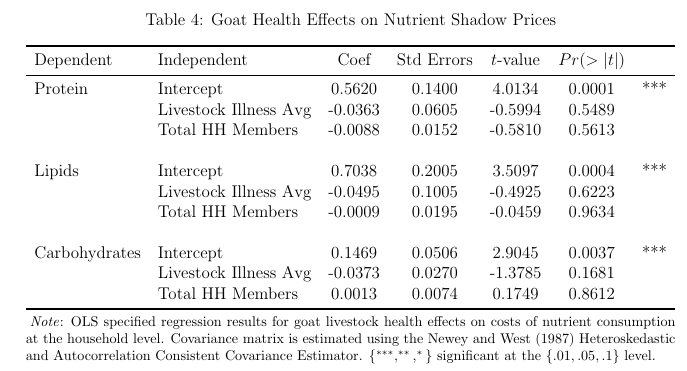 Table 4: Goat Health Effects on Nutrient Shadow Prices
Dependent Independent Coef Std Errors t-value Pr(> |t|)
Protein Intercept 0.5620 0.1400 4.0134 0.0001 ***
Livestock Illness Avg -0.0363 0.0605 -0.5994 0.5489
Total HH Members -0.0088 0.0152 -0.5810 0.5613
Lipids Intercept 0.7038 0.2005 3.5097 0.0004 ***
Livestock Illness Avg -0.0495 0.1005 -0.4925 0.6223
Total HH Members -0.0009 0.0195 -0.0459 0.9634
Carbohydrates Intercept 0.1469 0.0506 2.9045 0.0037 ***
Livestock Illness Avg -0.0373 0.0270 -1.3785 0.1681
Total HH Members 0.0013 0.0074 0.1749 0.8612
Note: OLS specified regression results for goat livestock health effects on costs of nutrient consumption
at the household level. Covariance matrix is estimated using the Newey and West (1987) Heteroskedastic
and Autocorrelation Consistent Covariance Estimator. {***,**,*} significant at the {.01,.05,.1} level.